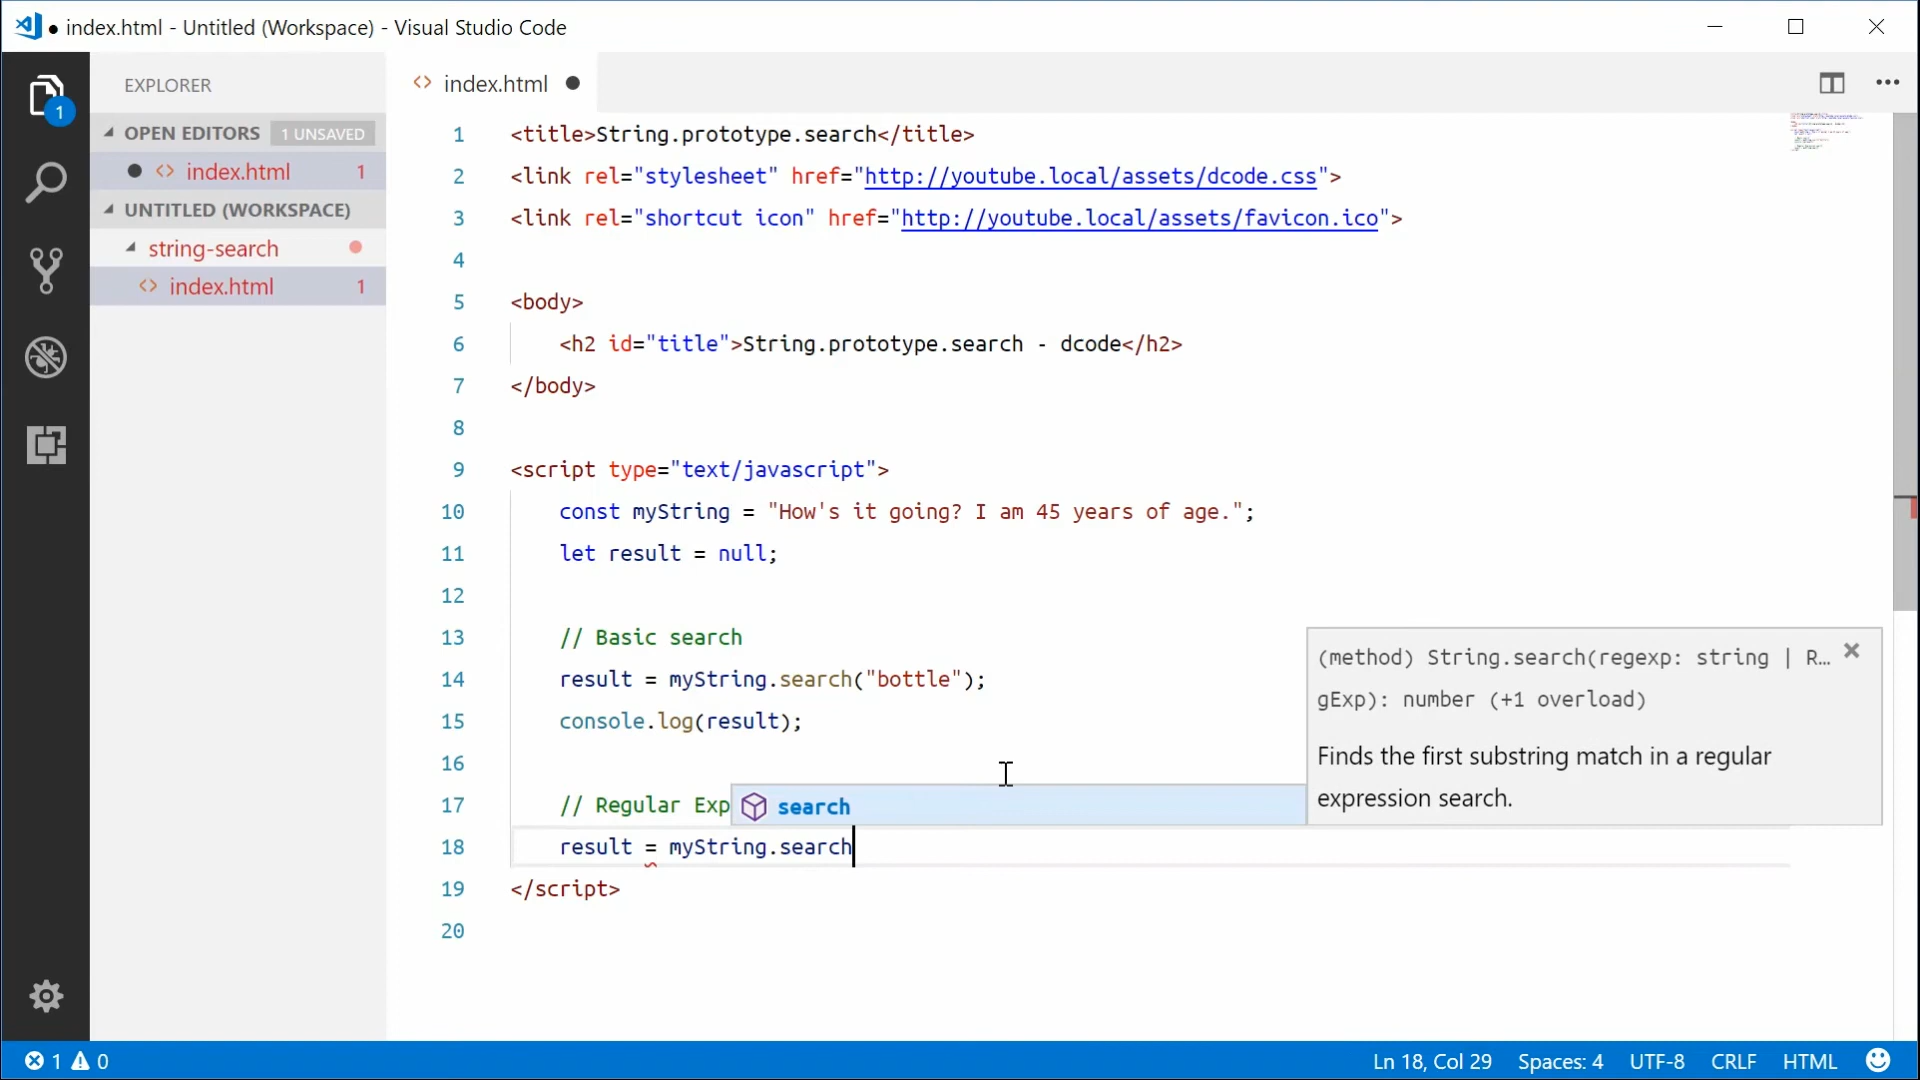 index.html - Untitled (Workspace) - Visual Studio Code
1
EXPLORER
OPEN EDITORS 1 UNSAVED
index.html 1
UNTITLED (WORKSPACE)
string-search
index.html 1
index.html
1 <title>String.prototype.search</title>
2 <link rel="stylesheet" href="http://youtube.local/assets/dcode.css">
3 <link rel="shortcut icon" href="http://youtube.local/assets/favicon.ico">
4
5 <body>
6 <h2 id="title">String.prototype.search - dcode</h2>
7 </body>
8
9 <script type="text/javascript">
10 const myString = "How's it going? I am 45 years of age.";
11 let result = null;
12
13 // Basic search
14 result = myString.search("bottle");
15 console.log(result);
16
17 // Regular Exp
18 result = myString.search
19 </script>
20
search
(method) String.search(regexp: string | R…
gExp): number (+1 overload)
Finds the first substring match in a regular
expression search.
1 0
Ln 18, Col 29 Spaces: 4 UTF-8 CRLF HTML